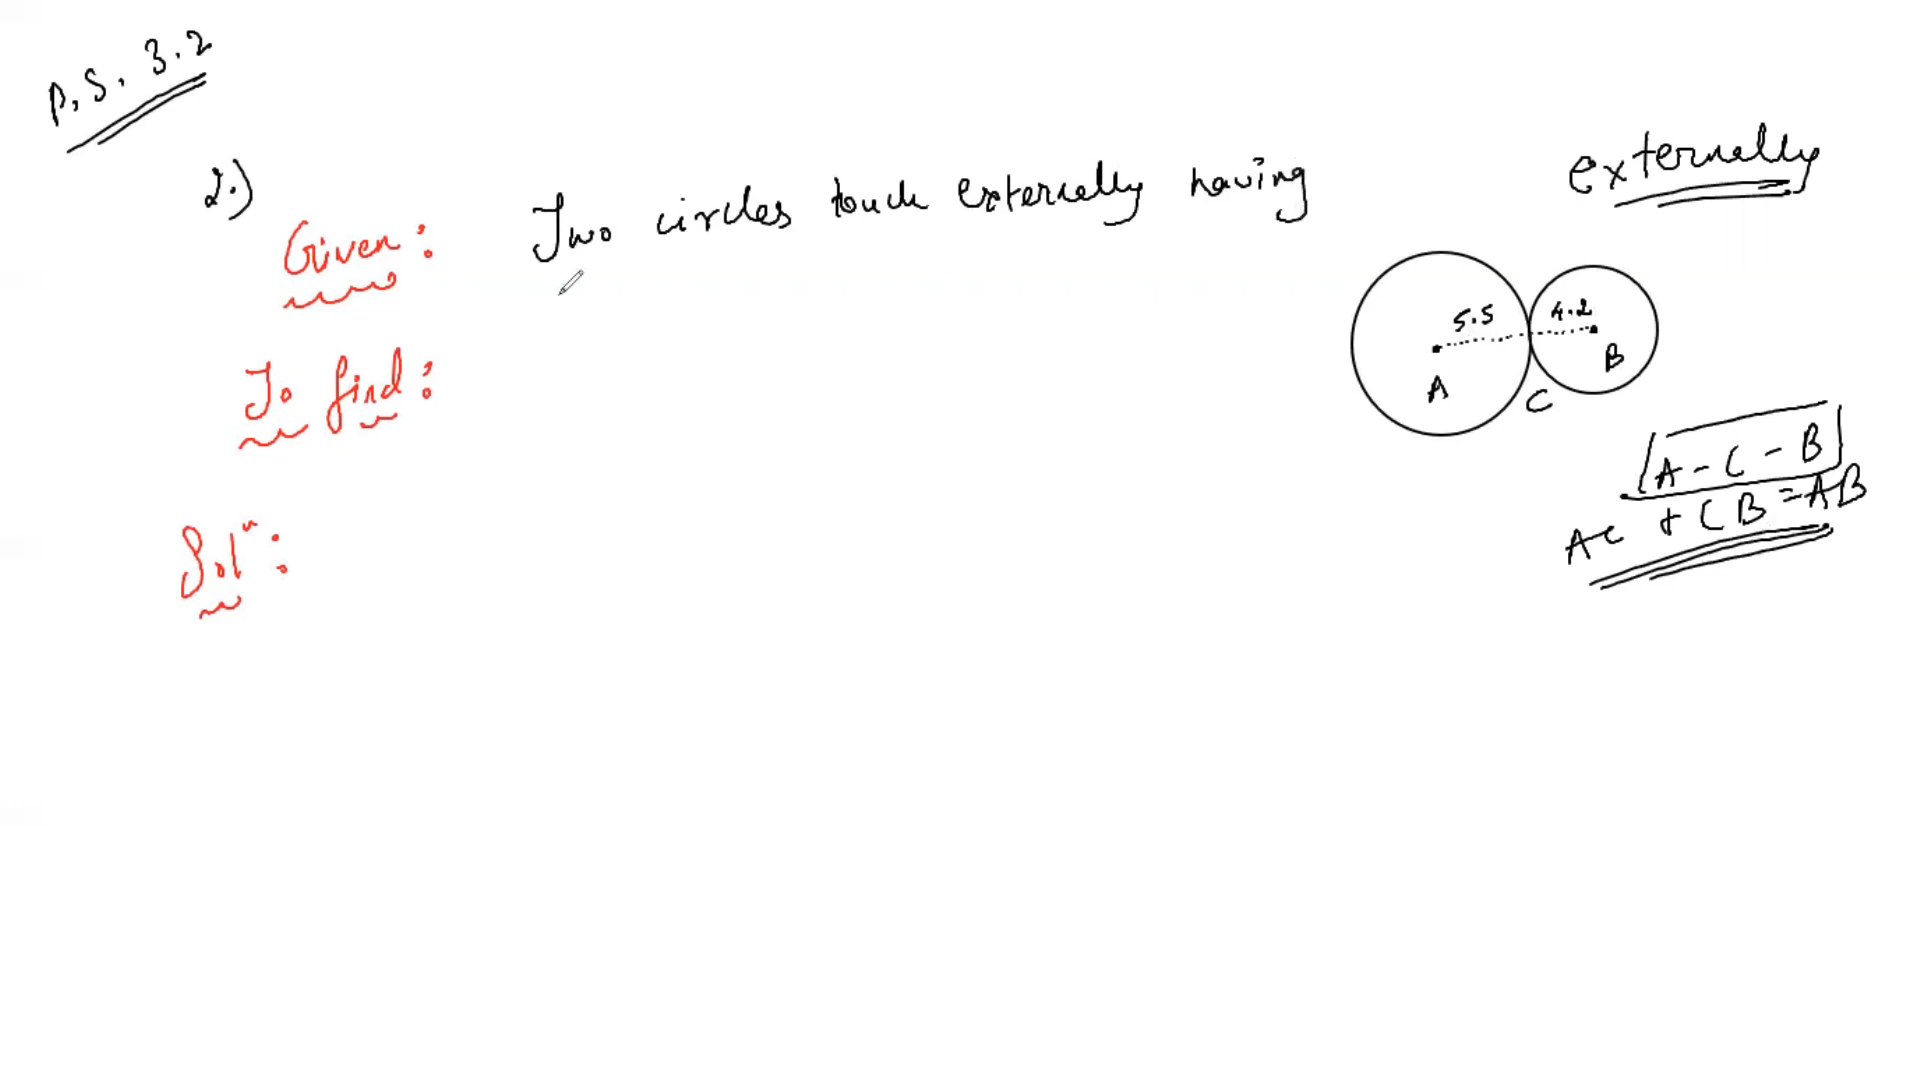 P.S. 3.2
2.)
Given: Two circles touch externally having
To find:
Solⁿ:
externally
5.5 4.2
A C B
A - C - B
AC + CB = AB